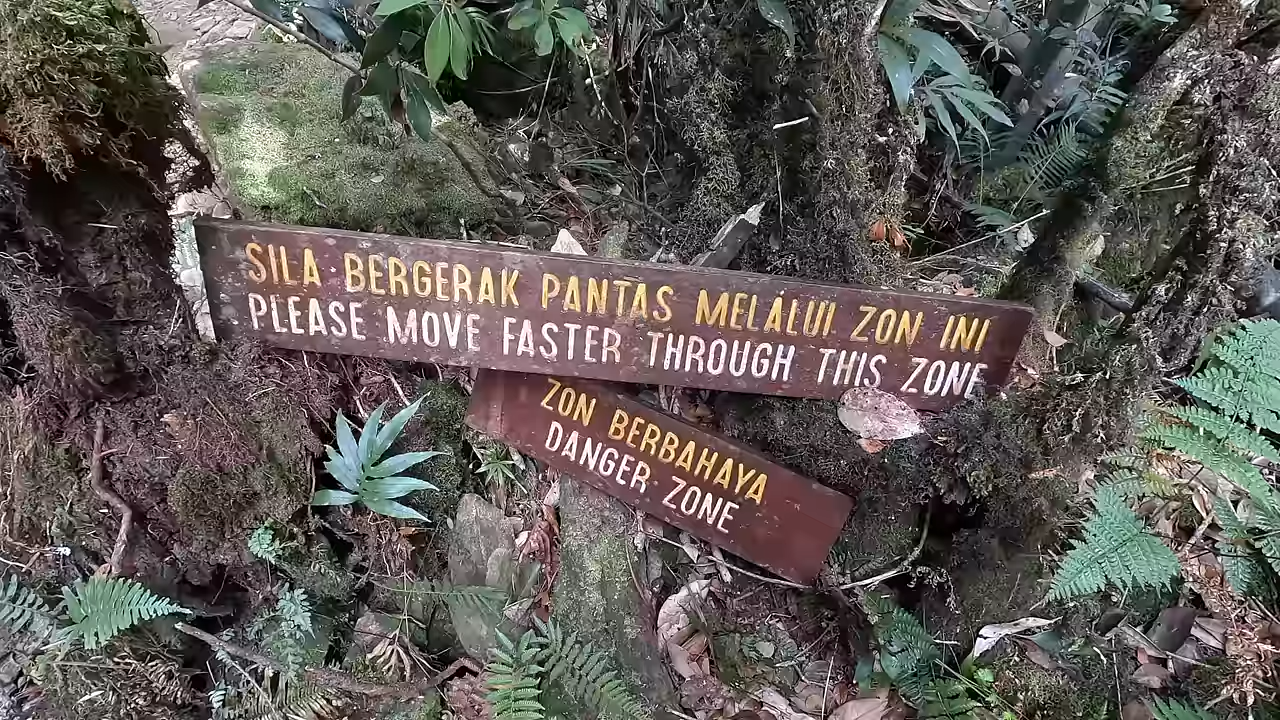 SILA BERGERAK PANTAS MELALUI ZON INI
PLEASE MOVE FASTER THROUGH THIS ZONE
ZON BERBAHAYA
DANGER ZONE